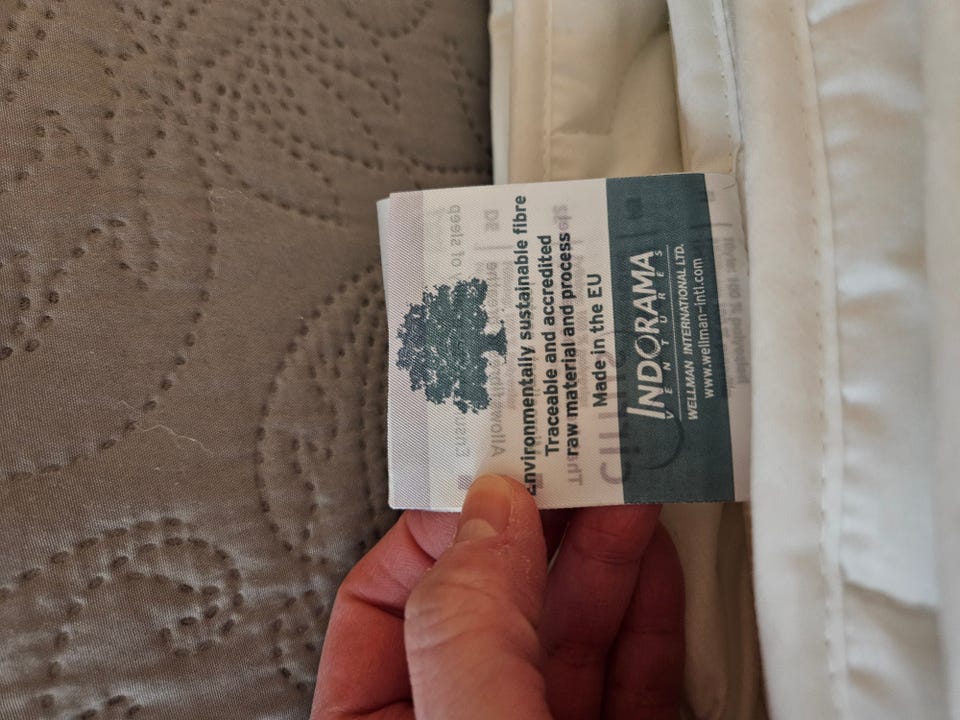 Environmentally sustainable fibre
Traceable and accredited
raw material and process
Made in the EU
INDORAMA
VENTURES
WELLMAN INTERNATIONAL LTD.
www.wellman-intl.com